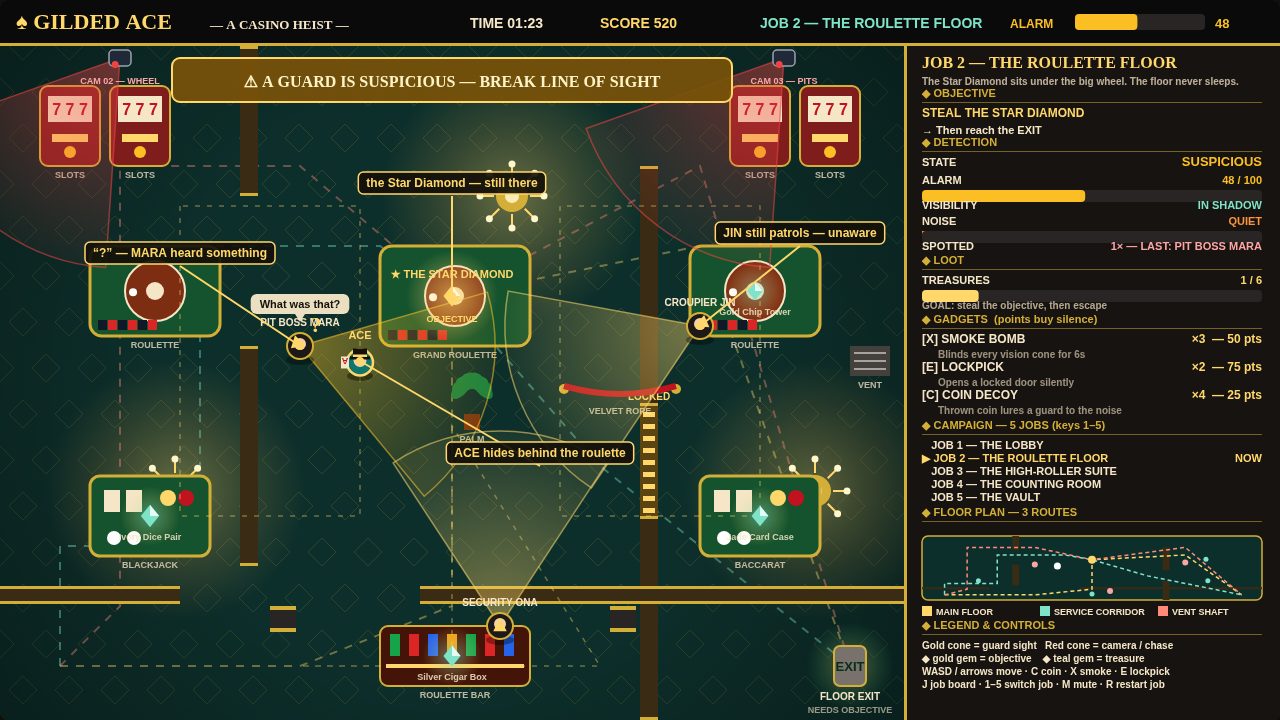 ♠ GILDED ACE
— A CASINO HEIST —
TIME 01:23
SCORE 520
JOB 2 — THE ROULETTE FLOOR
ALARM
48
CAM 02 — WHEEL
⚠ A GUARD IS SUSPICIOUS — BREAK LINE OF SIGHT
CAM 03 — PITS
7 7 7
7 7 7
7 7 7
7 7 7
SLOTS
SLOTS
SLOTS
SLOTS
the Star Diamond — still there
“?” — MARA heard something
JIN still patrols — unaware
★ THE STAR DIAMOND
What was that?
PIT BOSS MARA
CROUPIER JIN
Gold Chip Tower
OBJECTIVE
ACE
ROULETTE
GRAND ROULETTE
ROULETTE
VENT
LOCKED
VELVET ROPE
PALM
ACE hides behind the roulette
Dice Pair
Card Case
BLACKJACK
BACCARAT
SECURITY ONA
Silver Cigar Box
ROULETTE BAR
EXIT
FLOOR EXIT
NEEDS OBJECTIVE
JOB 2 — THE ROULETTE FLOOR
The Star Diamond sits under the big wheel. The floor never sleeps.
◆ OBJECTIVE
STEAL THE STAR DIAMOND
→ Then reach the EXIT
◆ DETECTION
STATE SUSPICIOUS
ALARM 48 / 100
VISIBILITY IN SHADOW
NOISE QUIET
SPOTTED 1× — LAST: PIT BOSS MARA
◆ LOOT
TREASURES 1 / 6
GOAL: steal the objective, then escape
◆ GADGETS (points buy silence)
[X] SMOKE BOMB ×3 — 50 pts
Blinds every vision cone for 6s
[E] LOCKPICK ×2 — 75 pts
Opens a locked door silently
[C] COIN DECOY ×4 — 25 pts
Thrown coin lures a guard to the noise
◆ CAMPAIGN — 5 JOBS (keys 1–5)
JOB 1 — THE LOBBY
▶ JOB 2 — THE ROULETTE FLOOR NOW
JOB 3 — THE HIGH-ROLLER SUITE
JOB 4 — THE COUNTING ROOM
JOB 5 — THE VAULT
◆ FLOOR PLAN — 3 ROUTES
MAIN FLOOR
SERVICE CORRIDOR
VENT SHAFT
◆ LEGEND & CONTROLS
Gold cone = guard sight Red cone = camera / chase
◆ gold gem = objective ◆ teal gem = treasure
WASD / arrows move · C coin · X smoke · E lockpick
J job board · 1–5 switch job · M mute · R restart job